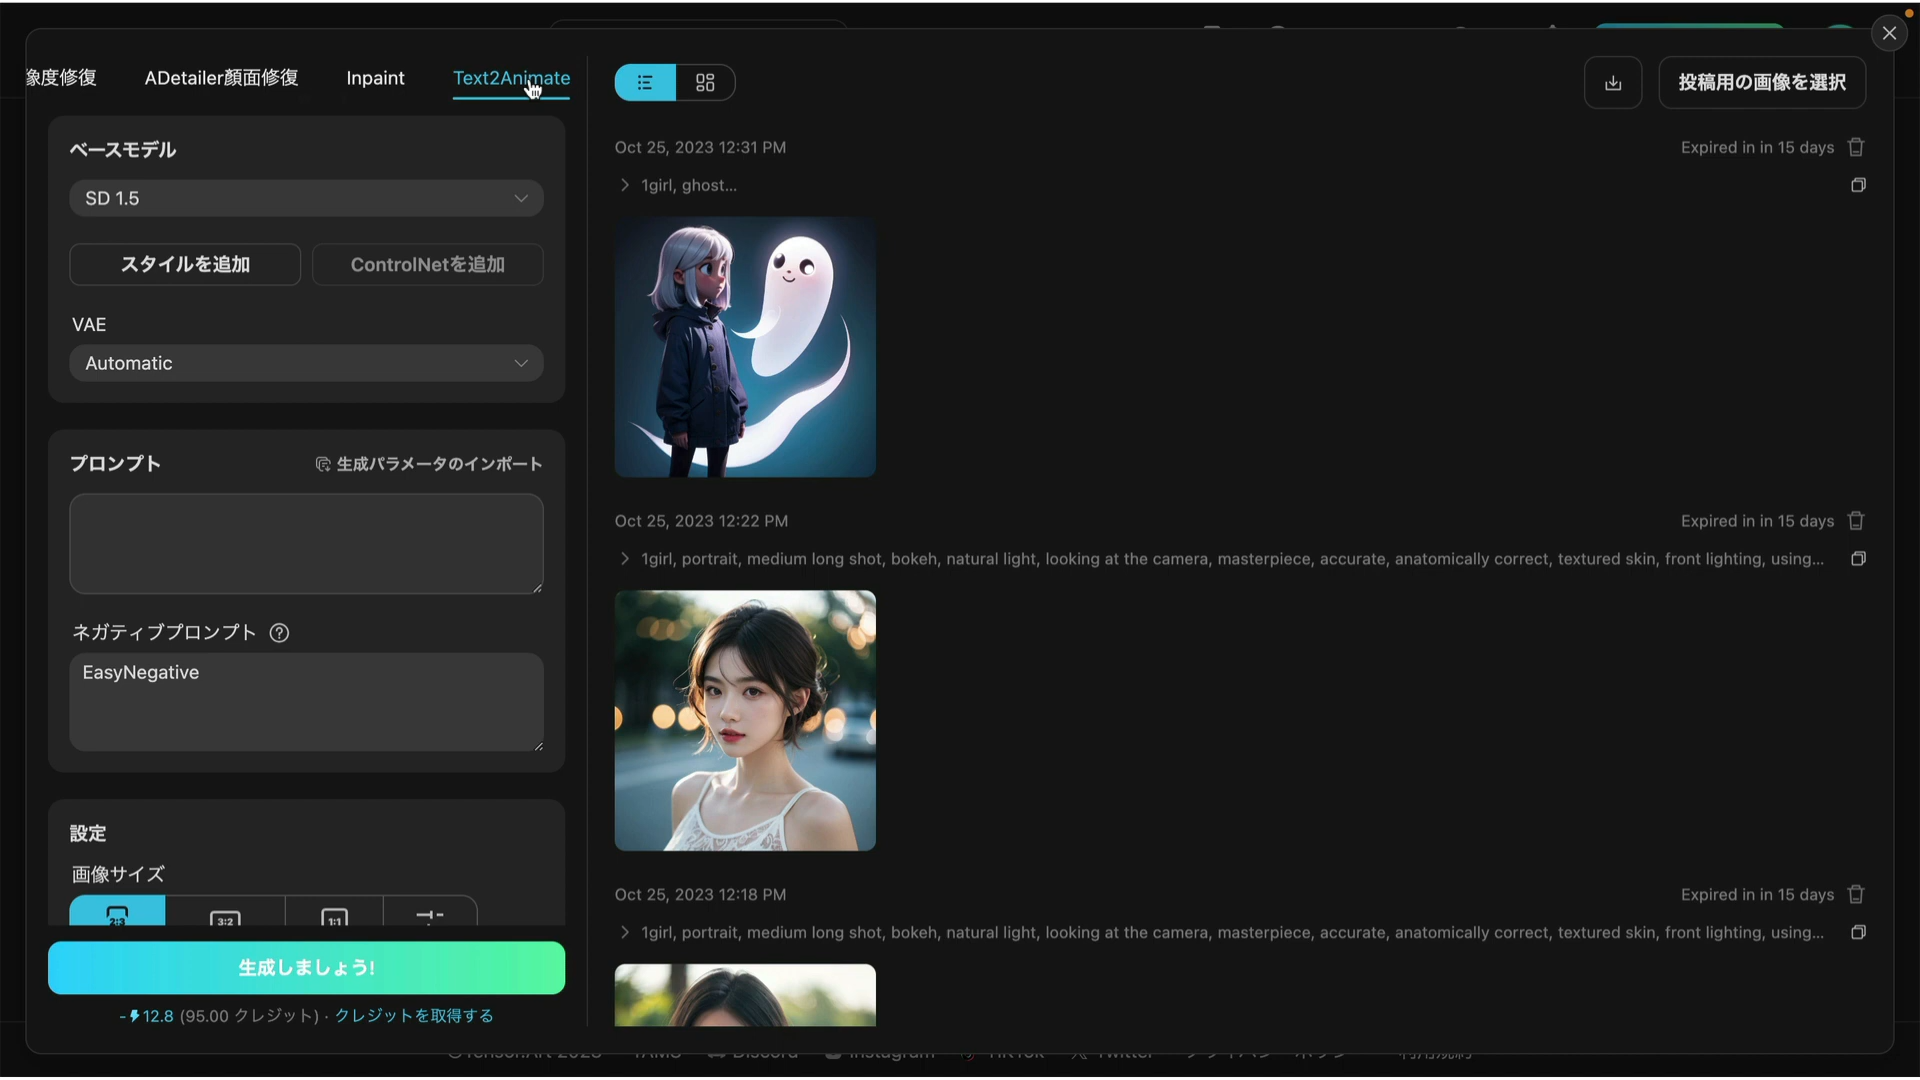 像度修復 ADetailer顔面修復 Inpaint Text2Animate
ベースモデル
SD 1.5
スタイルを追加 ControlNetを追加
VAE
Automatic
プロンプト 生成パラメータのインポート
ネガティブプロンプト ?
EasyNegative
設定
画像サイズ
2:3 3:2 1:1
生成しましょう!
-12.8 (95.00 クレジット) · クレジットを取得する
投稿用の画像を選択
Oct 25, 2023 12:31 PM Expired in in 15 days
1girl, ghost...
Oct 25, 2023 12:22 PM Expired in in 15 days
1girl, portrait, medium long shot, bokeh, natural light, looking at the camera, masterpiece, accurate, anatomically correct, textured skin, front lighting, using...
Oct 25, 2023 12:18 PM Expired in in 15 days
1girl, portrait, medium long shot, bokeh, natural light, looking at the camera, masterpiece, accurate, anatomically correct, textured skin, front lighting, using...